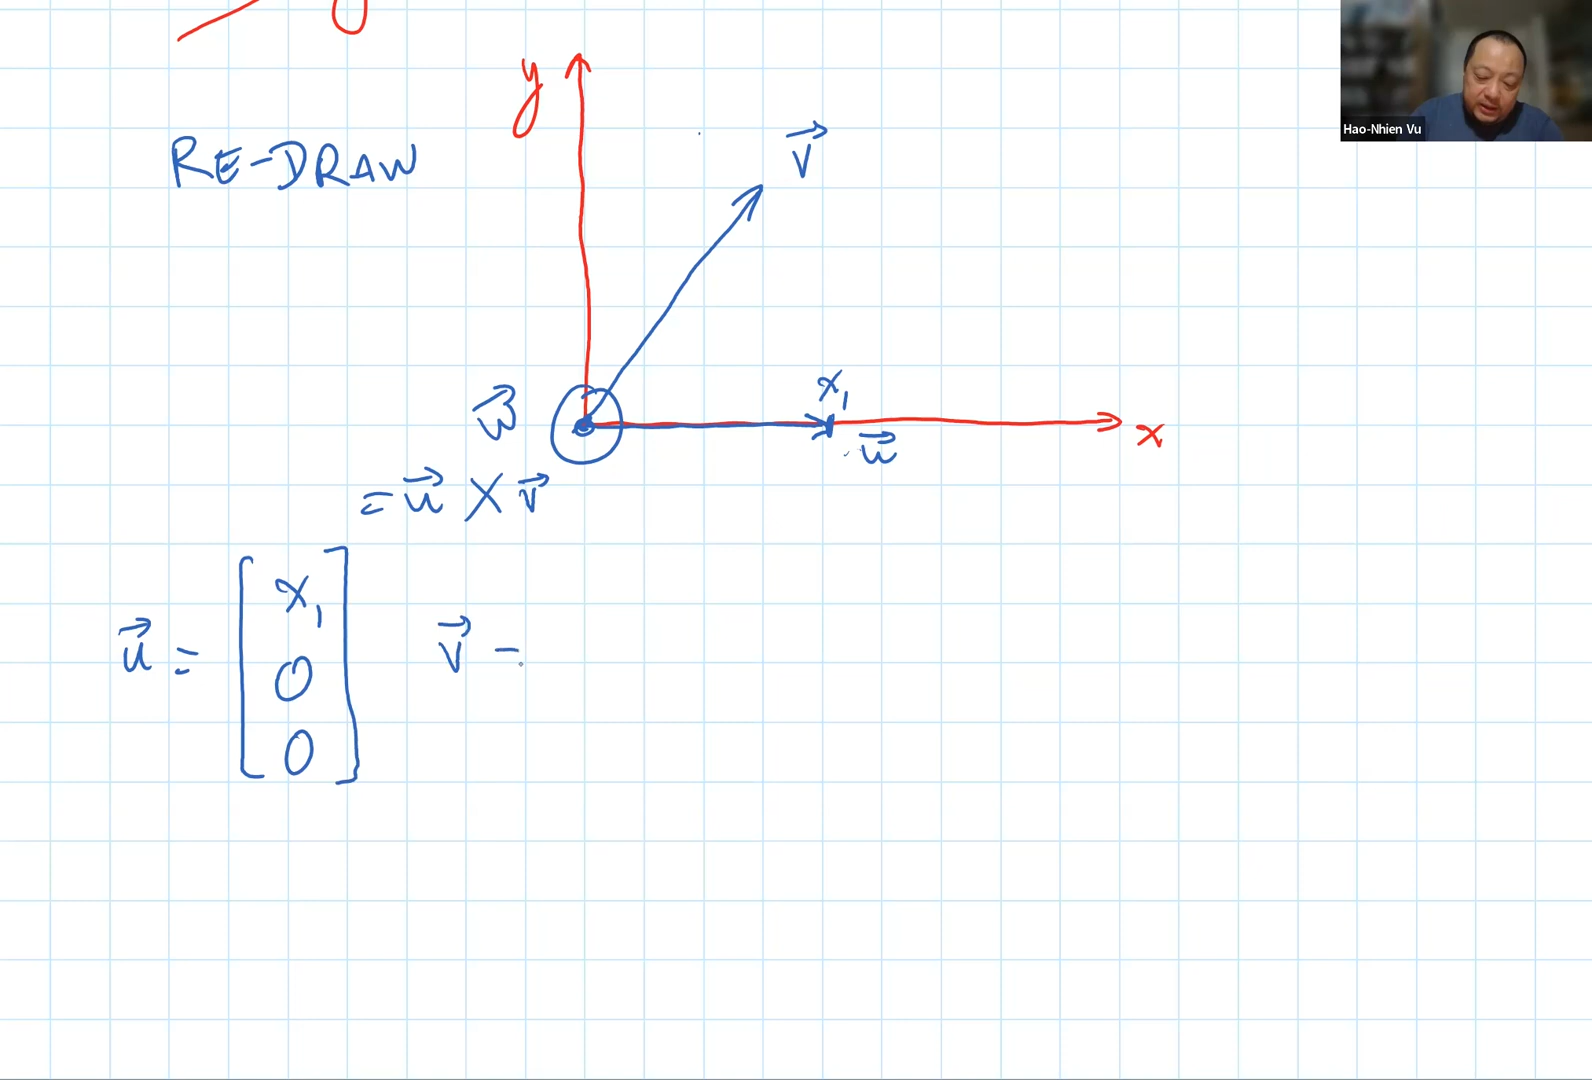 Hao-Nhien Vu
y
RE-DRAW
v⃗
x₁
w⃗
x
u⃗
= u⃗ × v⃗
u⃗ = [x₁
0
0] v⃗ -